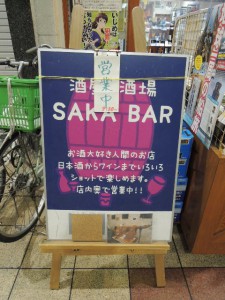 営業中
酒屋 酒場
SAKA BAR
お酒大好き人間のお店
日本酒からワインまでいろいろ
ショットで楽しめます。
店内奥で営業中!!